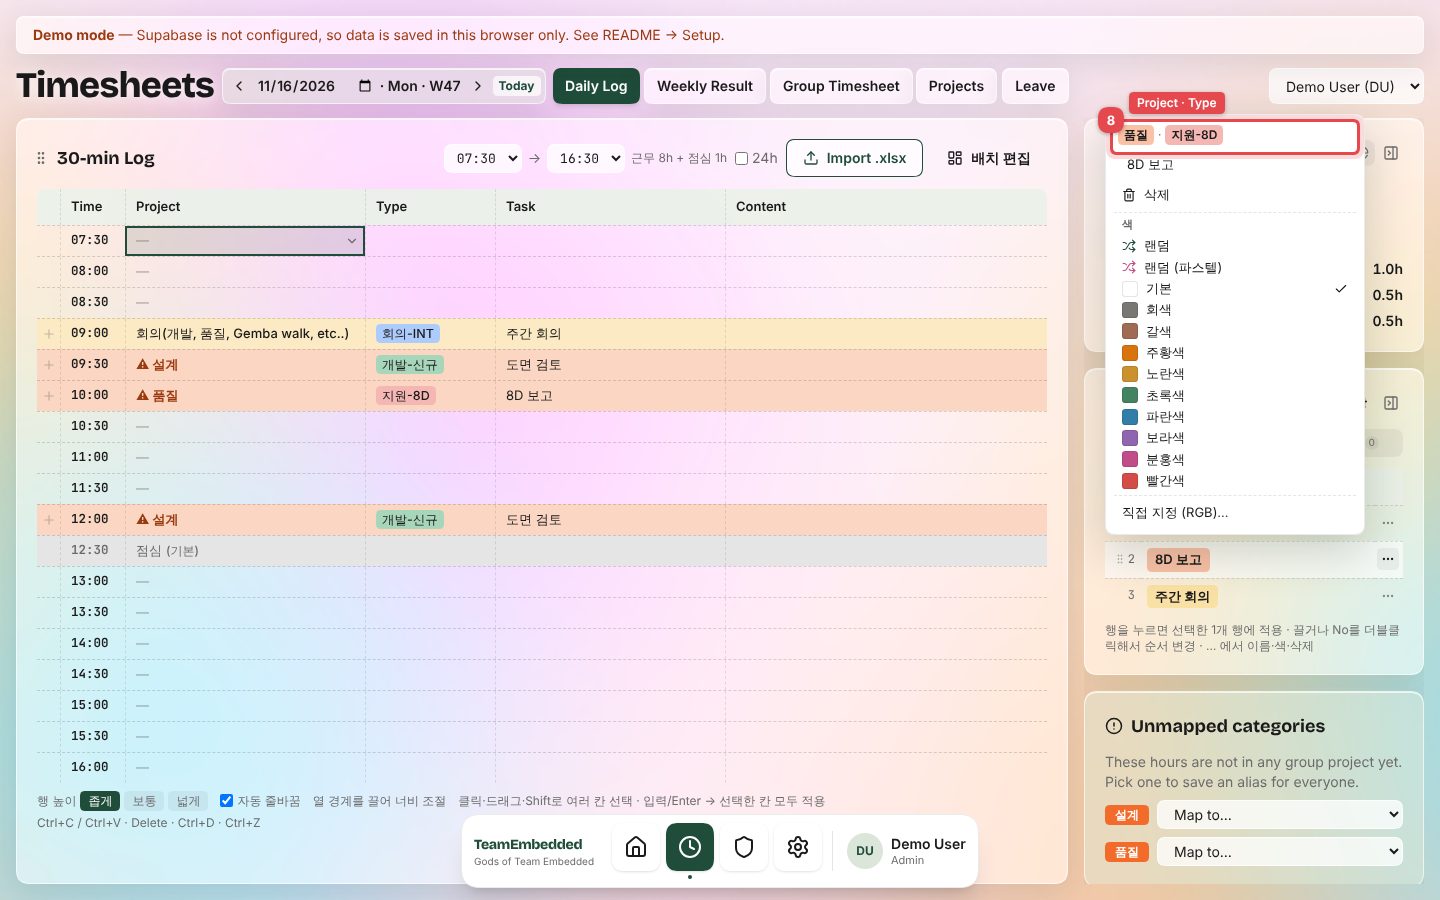 Demo mode — Supabase is not configured, so data is saved in this browser only. See README → Setup.
Timesheets
11/16/2026 · Mon · W47 Today
Daily Log
Weekly Result
Group Timesheet
Projects
Leave
Demo User (DU)
30-min Log
07:30 → 16:30 근무 8h + 점심 1h 24h
Import .xlsx
배치 편집
Time Project Type Task Content
07:30 —
08:00 —
08:30 —
+ 09:00 회의(개발, 품질, Gemba walk, etc..) 회의-INT 주간 회의
+ 09:30 설계 개발-신규 도면 검토
+ 10:00 품질 지원-8D 8D 보고
10:30 —
11:00 —
11:30 —
+ 12:00 설계 개발-신규 도면 검토
12:30 점심 (기본)
13:00 —
13:30 —
14:00 —
14:30 —
15:00 —
15:30 —
16:00 —
행 높이 좁게 보통 넓게 자동 줄바꿈 열 경계를 끌어 너비 조절 클릭·드래그·Shift로 여러 칸 선택 · 입력/Enter → 선택한 칸 모두 적용
Ctrl+C / Ctrl+V · Delete · Ctrl+D · Ctrl+Z
Project · Type
8
품질 · 지원-8D
8D 보고
삭제
색
랜덤
랜덤 (파스텔)
기본
회색
갈색
주황색
노란색
초록색
파란색
보라색
분홍색
빨간색
직접 지정 (RGB)...
1.0h
0.5h
0.5h
0
...
2 8D 보고 ...
3 주간 회의 ...
행을 누르면 선택한 1개 행에 적용 · 끌거나 No를 더블클
릭해서 순서 변경 · ... 에서 이름·색·삭제
Unmapped categories
These hours are not in any group project yet.
Pick one to save an alias for everyone.
설계 Map to...
품질 Map to...
TeamEmbedded
Gods of Team Embedded
DU
Demo User
Admin